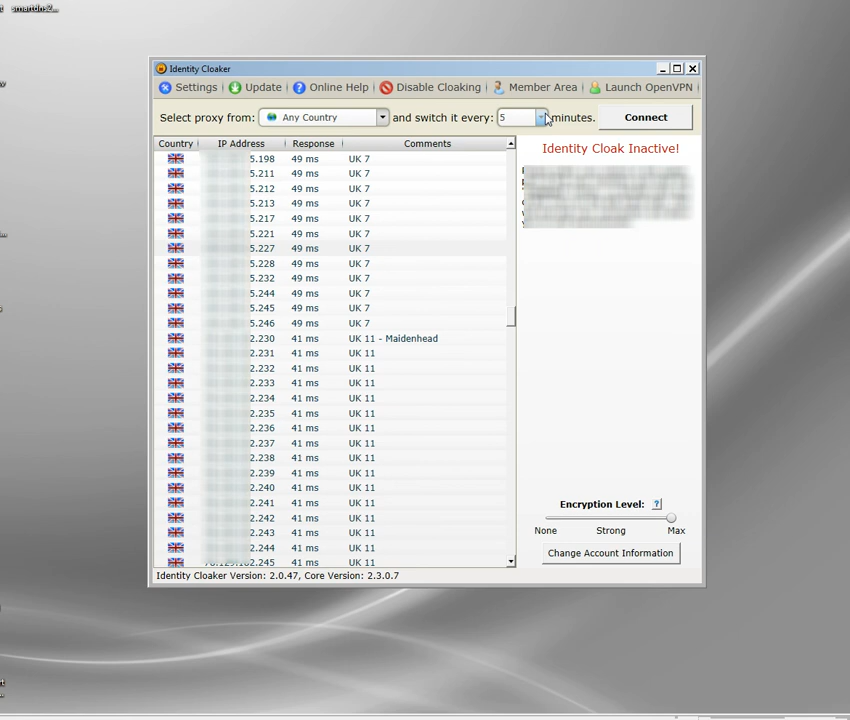 smartdns2...
Identity Cloaker
Settings Update Online Help Disable Cloaking Member Area Launch OpenVPN
Select proxy from: Any Country and switch it every: 5 minutes. Connect
Country IP Address Response Comments
Identity Cloak Inactive!
5.198 49 ms UK 7
5.211 49 ms UK 7
5.212 49 ms UK 7
5.213 49 ms UK 7
5.217 49 ms UK 7
5.221 49 ms UK 7
5.227 49 ms UK 7
5.228 49 ms UK 7
5.232 49 ms UK 7
5.244 49 ms UK 7
5.245 49 ms UK 7
5.246 49 ms UK 7
2.230 41 ms UK 11 - Maidenhead
2.231 41 ms UK 11
2.232 41 ms UK 11
2.233 41 ms UK 11
2.234 41 ms UK 11
2.235 41 ms UK 11
2.236 41 ms UK 11
2.237 41 ms UK 11
2.238 41 ms UK 11
2.239 41 ms UK 11
2.240 41 ms UK 11
2.241 41 ms UK 11
2.242 41 ms UK 11
2.243 41 ms UK 11
2.244 41 ms UK 11
2.245 41 ms UK 11
Encryption Level: ?
None Strong Max
Change Account Information
Identity Cloaker Version: 2.0.47, Core Version: 2.3.0.7